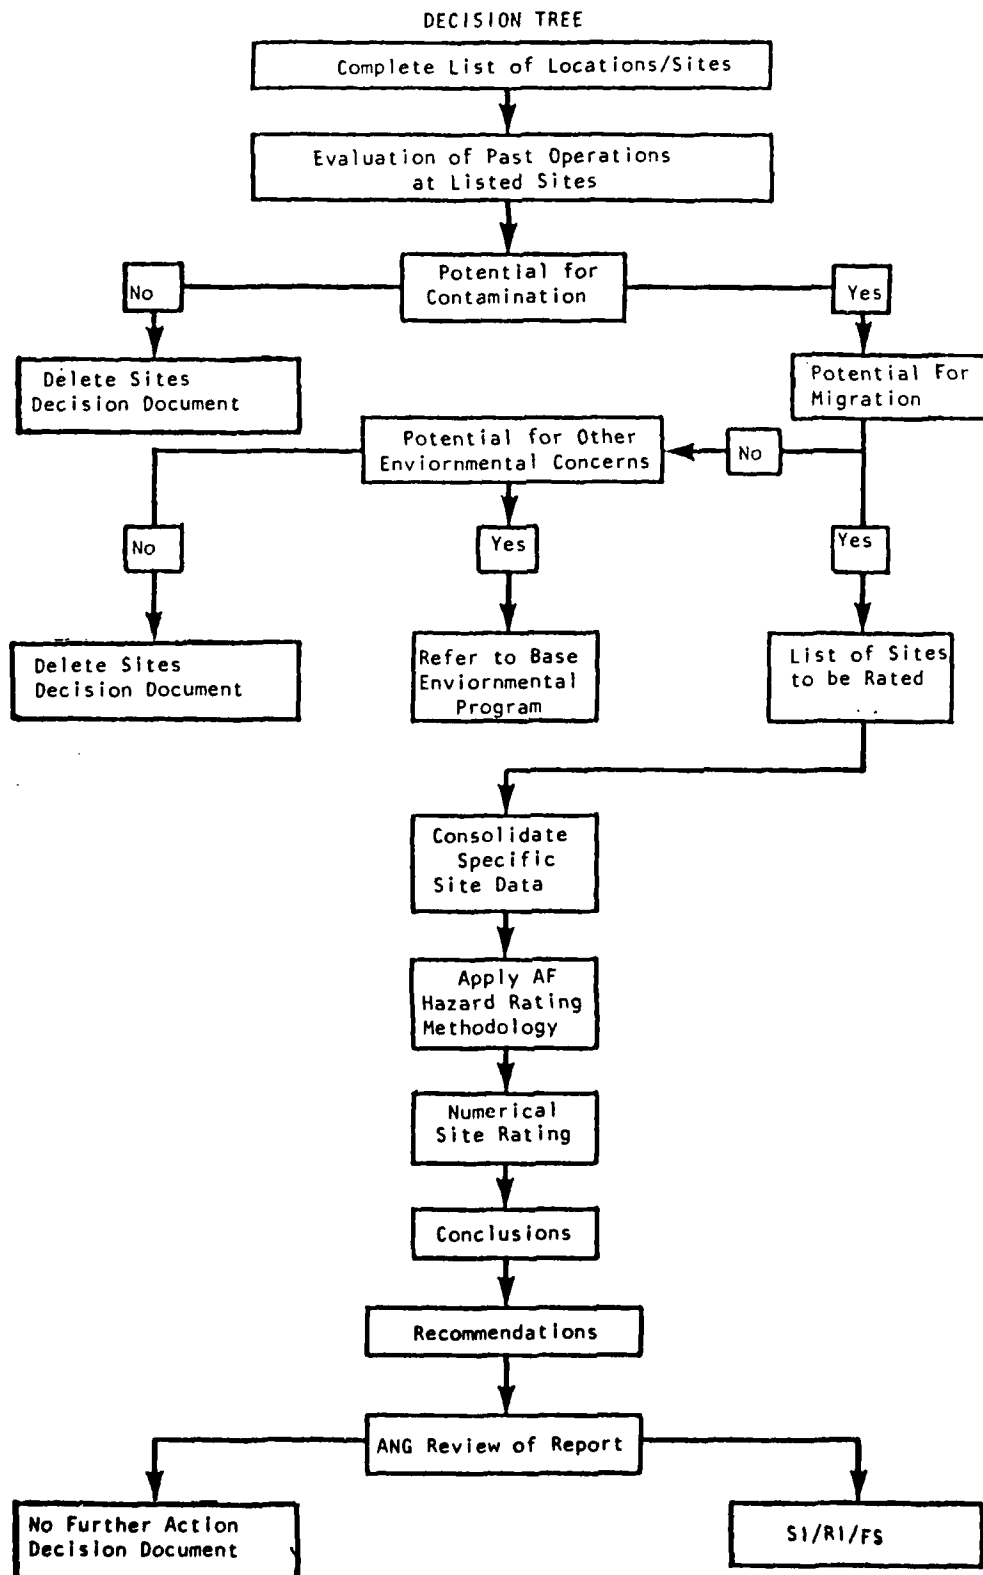 DECISION TREE
Complete List of Locations/Sites
Evaluation of Past Operations
at Listed Sites
Potential for
Contamination
No
Yes
Delete Sites
Decision Document
Potential For
Migration
Potential for Other
Enviornmental Concerns
No
No
Yes
Yes
Delete Sites
Decision Document
Refer to Base
Enviornmental
Program
List of Sites
to be Rated
Consolidate
Specific
Site Data
Apply AF
Hazard Rating
Methodology
Numerical
Site Rating
Conclusions
Recommendations
ANG Review of Report
No Further Action
Decision Document
SI/RI/FS